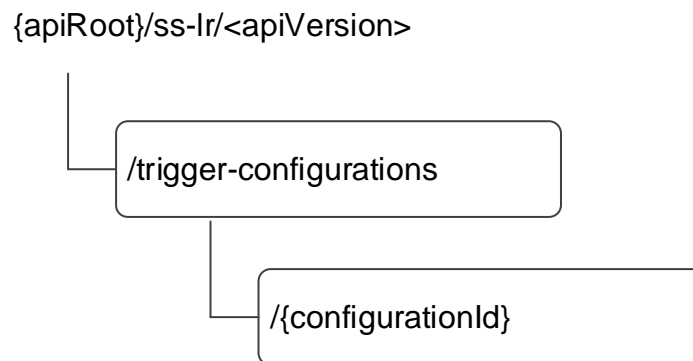 {apiRoot}/ss-lr/<apiVersion>
/trigger-configurations
/{configurationId}